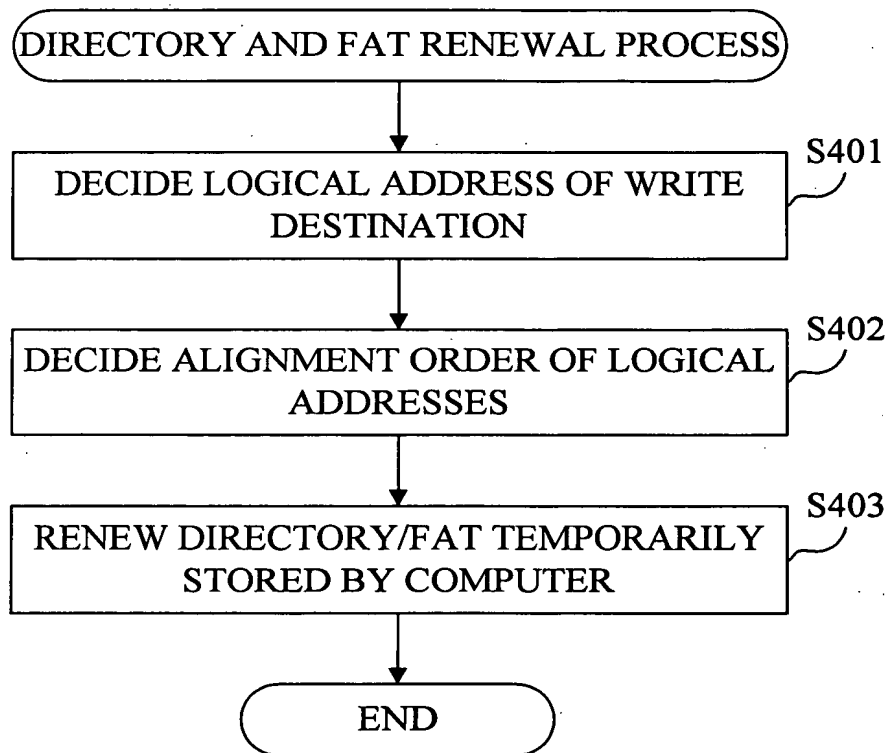 DIRECTORY AND FAT RENEWAL PROCESS
S401
DECIDE LOGICAL ADDRESS OF WRITE
DESTINATION
S402
DECIDE ALIGNMENT ORDER OF LOGICAL
ADDRESSES
S403
RENEW DIRECTORY/FAT TEMPORARILY
STORED BY COMPUTER
END